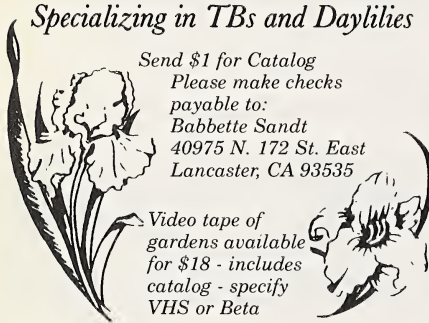 Specializing in TBs and Daylilies
Send $1 for Catalog
Please make checks
payable to:
Babbette Sandt
40975 N. 172 St. East
Lancaster, CA 93535
Video tape of
gardens available
for $18 - includes
catalog - specify
VHS or Beta